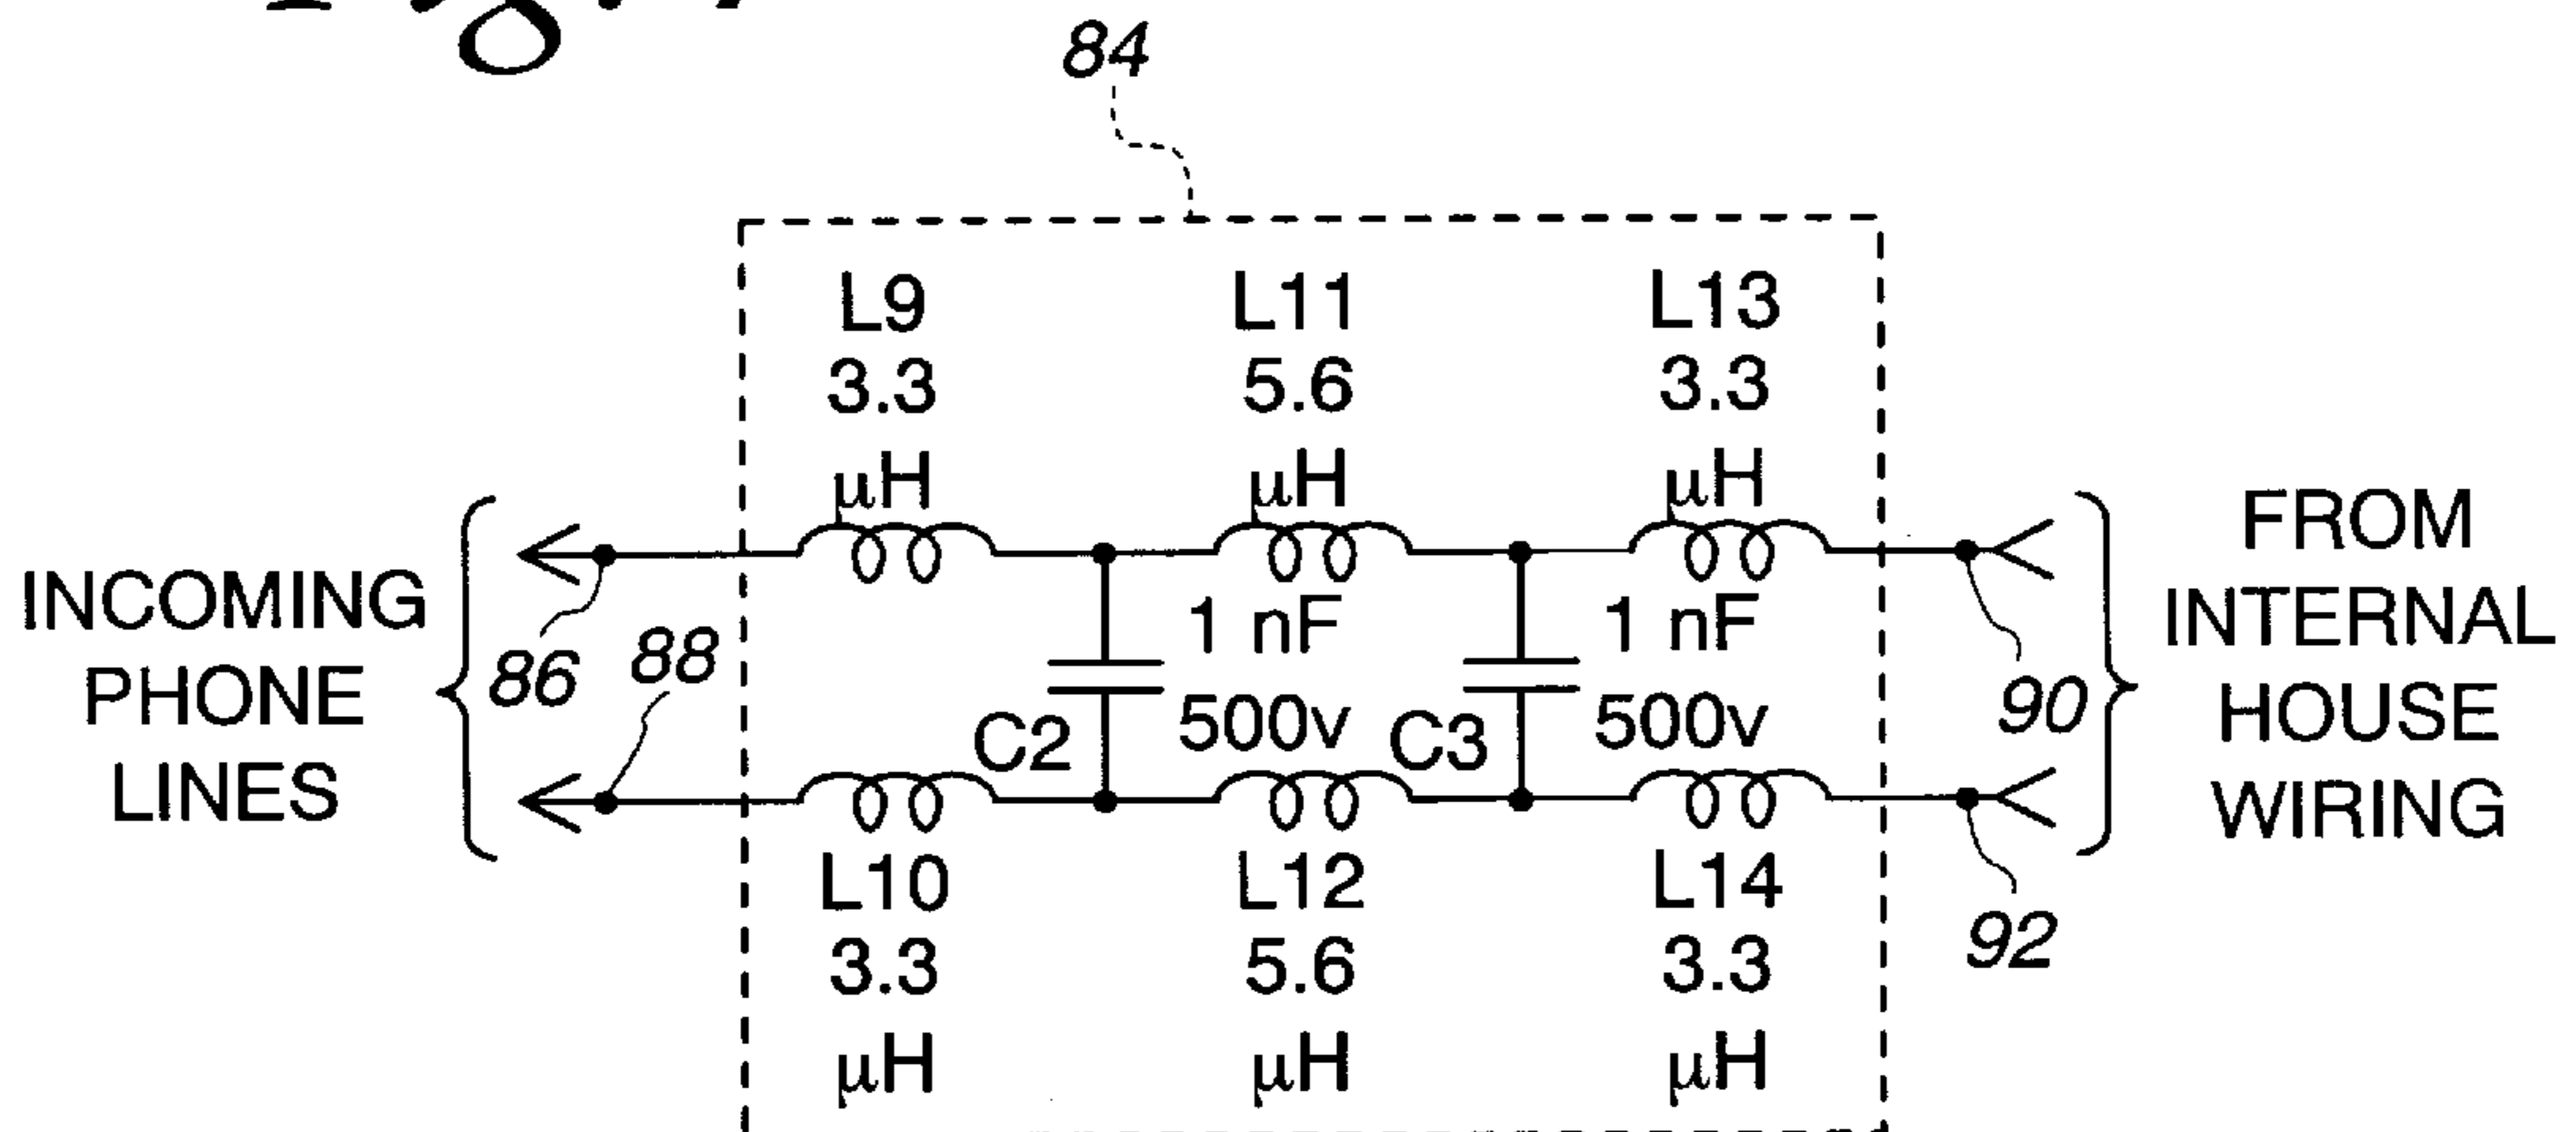 84
L9
3.3
μH
L11
5.6
μH
L13
3.3
μH
INCOMING
PHONE
LINES
86
88
C2
1 nF
500v
C3
1 nF
500v
90
92
FROM
INTERNAL
HOUSE
WIRING
L10
3.3
μH
L12
5.6
μH
L14
3.3
μH